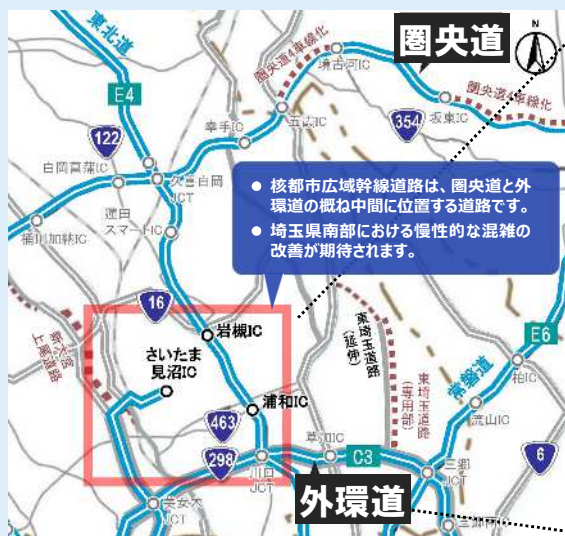 圏央道
N
東北道
E4
122
圏央道4車線化
境古河IC
圏央道4車線化
354
坂東IC
五霞IC
幸手IC
白岡菖蒲IC
久喜白岡
JCT
蓮田
スマートIC
桶川加納IC
● 核都市広域幹線道路は、圏央道と外
環道の概ね中間に位置する道路です。
● 埼玉県南部における慢性的な混雑の
改善が期待されます。
16
岩槻IC
新大宮
上尾道路
さいたま
見沼IC
浦和IC
463
298
東埼玉道路
(延伸)
東埼玉道路
(専用部)
常磐道
E6
柏IC
流山IC
6
草加IC
C3
川口
JCT
三郷
JCT
美女木
JCT
外環道
三郷南IC